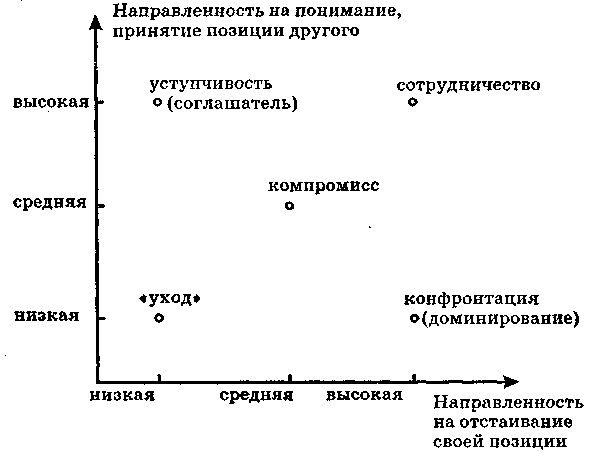 Направленность на понимание,
принятие позиции другого
уступчивость
(соглашатель)
сотрудничество
высокая
компромисс
средняя
«уход»
конфронтация
(доминирование)
низкая
низкая
средняя
высокая
Направленность
на отстаивание
своей позиции